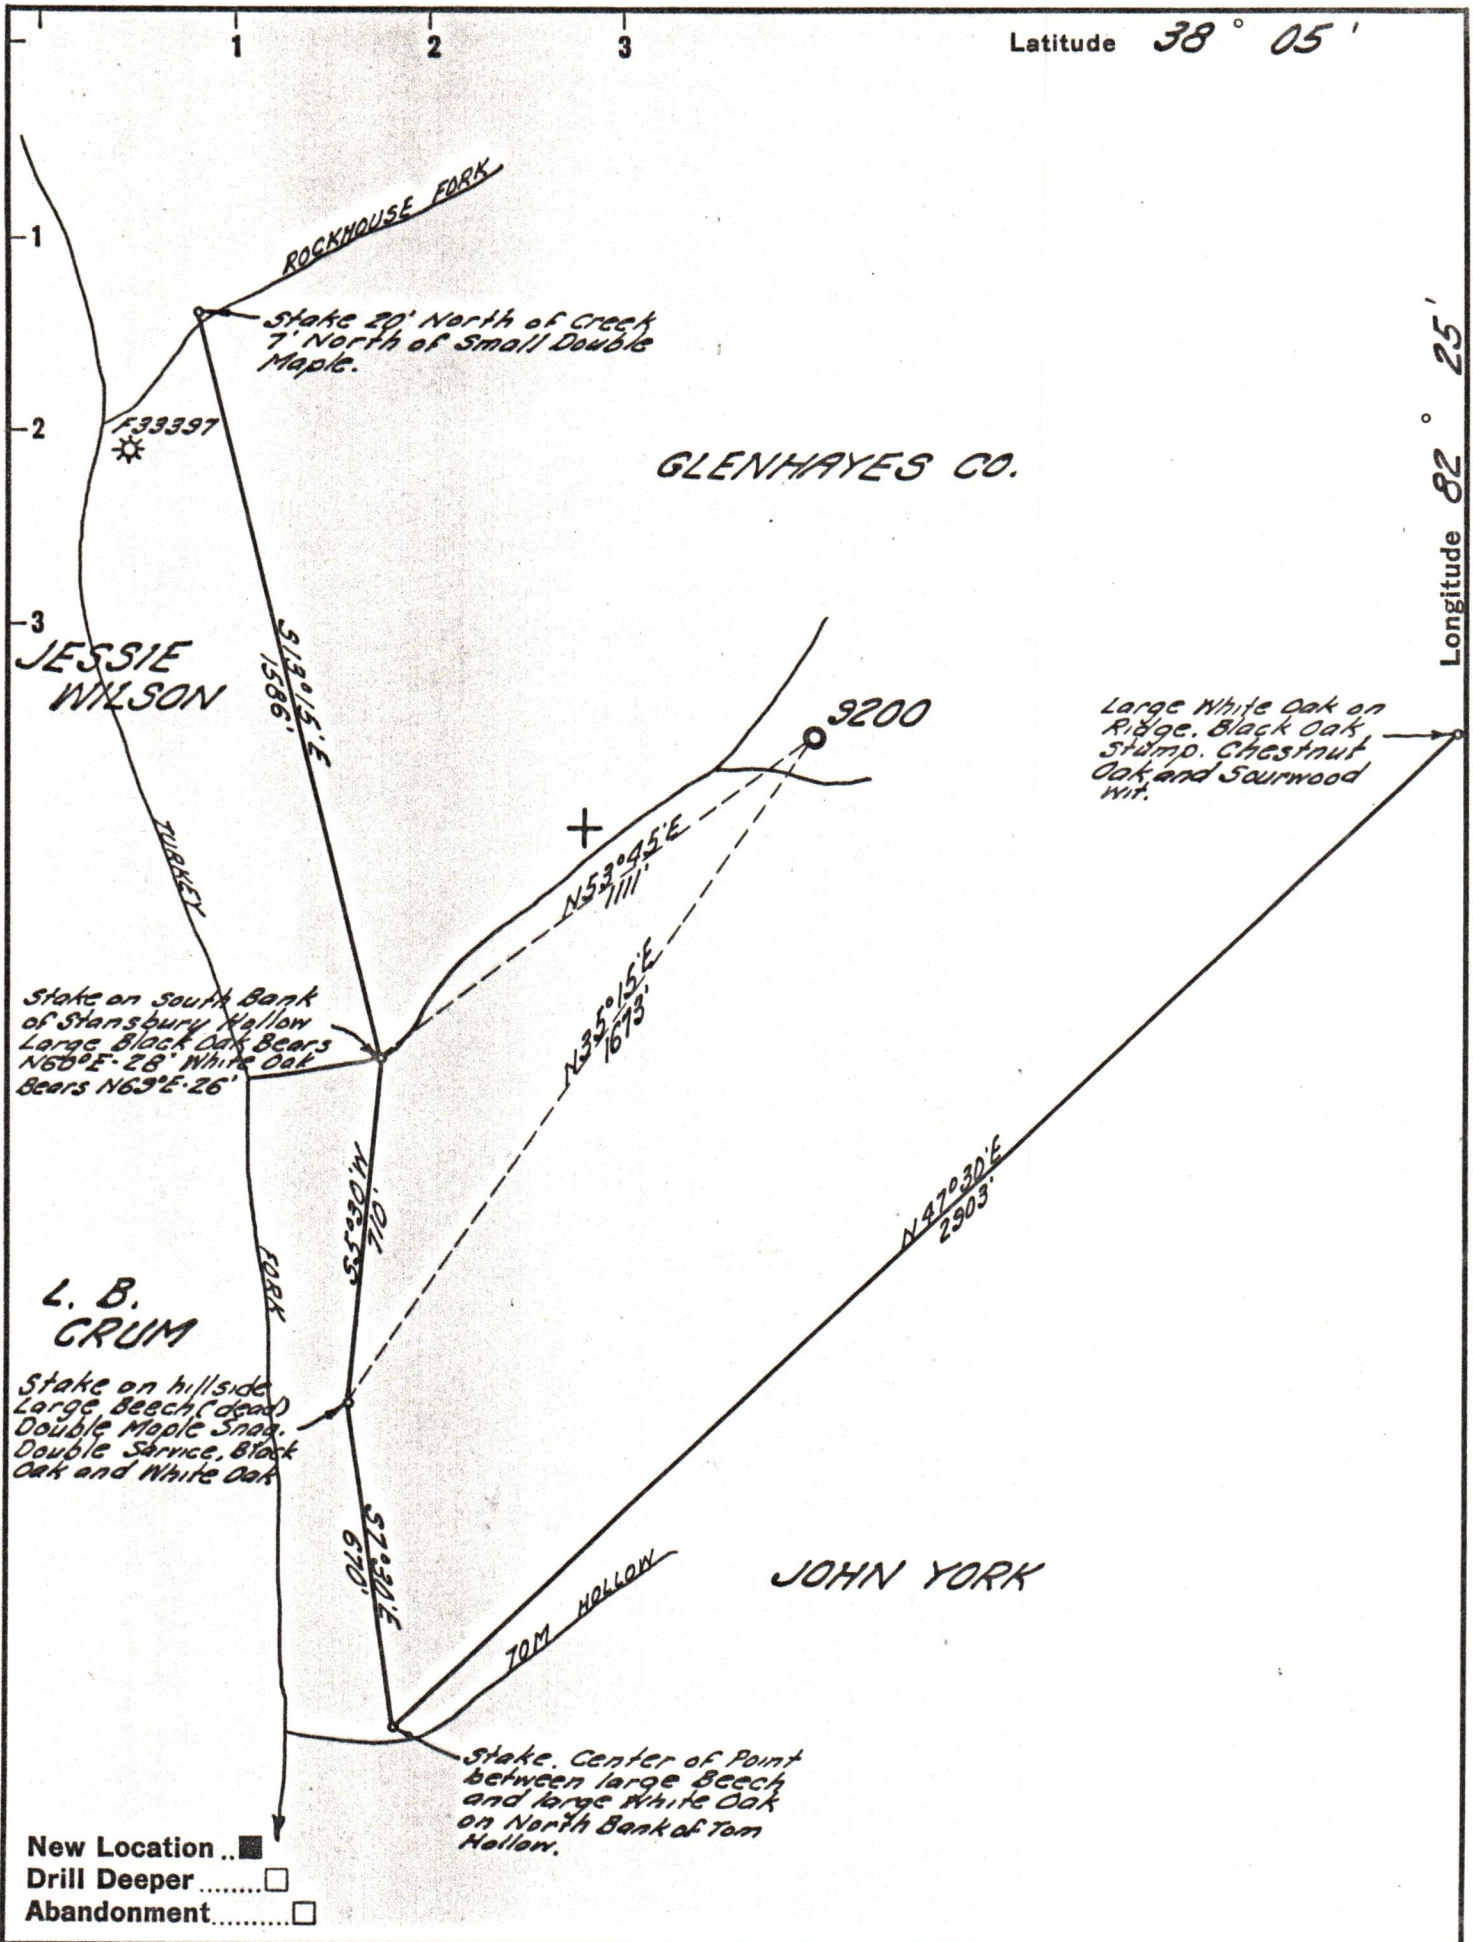 1 2 3 Latitude 38° 05'
1
2
3
Longitude 82° 25'
ROCKHOUSE FORK
Stake 20' North of Creek
7' North of Small Double
Maple.
F33397
GLENHAYES CO.
JESSIE
WILSON
S13°15'E
1586'
9200
Large White Oak on
Ridge. Black Oak
Stump. Chestnut
Oak and Sourwood
Wit.
TURKEY
N53°45'E
1111'
N35°15'E
1673'
Stake on South Bank
of Stansbury Hollow
Large Black Oak Bears
N60°E-28' White Oak
Bears N69°E-26'
S5°30'W
710'
N47°30'E
2903'
FORK
L. B.
CRUM
Stake on hillside
Large Beech (dead)
Double Maple Snag.
Double Service, Black
Oak and White Oak
S7°30'E
670'
TOM HOLLOW
JOHN YORK
Stake. Center of Point
between large Beech
and large White Oak
on North Bank of Tom
Hollow.
New Location .. ■
Drill Deeper ........ □
Abandonment .......... □